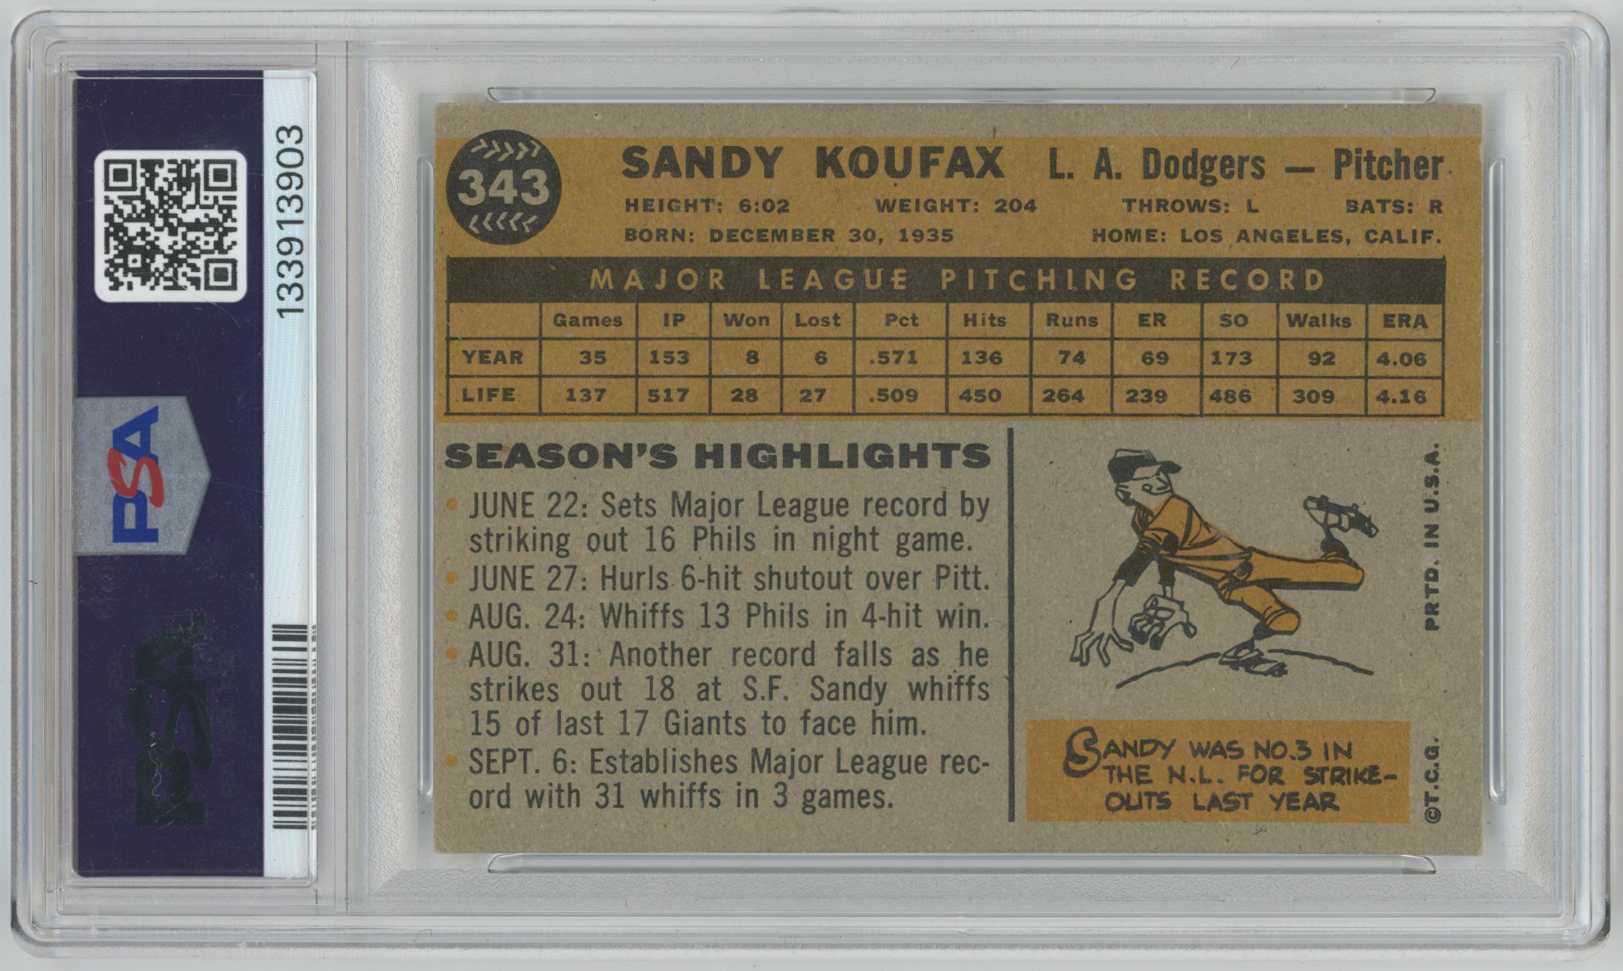 133913903
PSA
PSA
343
SANDY KOUFAX L. A. Dodgers — Pitcher
HEIGHT: 6:02 WEIGHT: 204 THROWS: L BATS: R
BORN: DECEMBER 30, 1935 HOME: LOS ANGELES, CALIF.
MAJOR LEAGUE PITCHING RECORD
Games IP Won Lost Pct Hits Runs ER SO Walks ERA
YEAR 35 153 8 6 .571 136 74 69 173 92 4.06
LIFE 137 517 28 27 .509 450 264 239 486 309 4.16
SEASON'S HIGHLIGHTS
• JUNE 22: Sets Major League record by
striking out 16 Phils in night game.
• JUNE 27: Hurls 6-hit shutout over Pitt.
• AUG. 24: Whiffs 13 Phils in 4-hit win.
• AUG. 31: Another record falls as he
strikes out 18 at S.F. Sandy whiffs
15 of last 17 Giants to face him.
• SEPT. 6: Establishes Major League rec-
ord with 31 whiffs in 3 games.
SANDY WAS NO.3 IN
THE N.L. FOR STRIKE-
OUTS LAST YEAR
©T.C.G. PRTD. IN U.S.A.